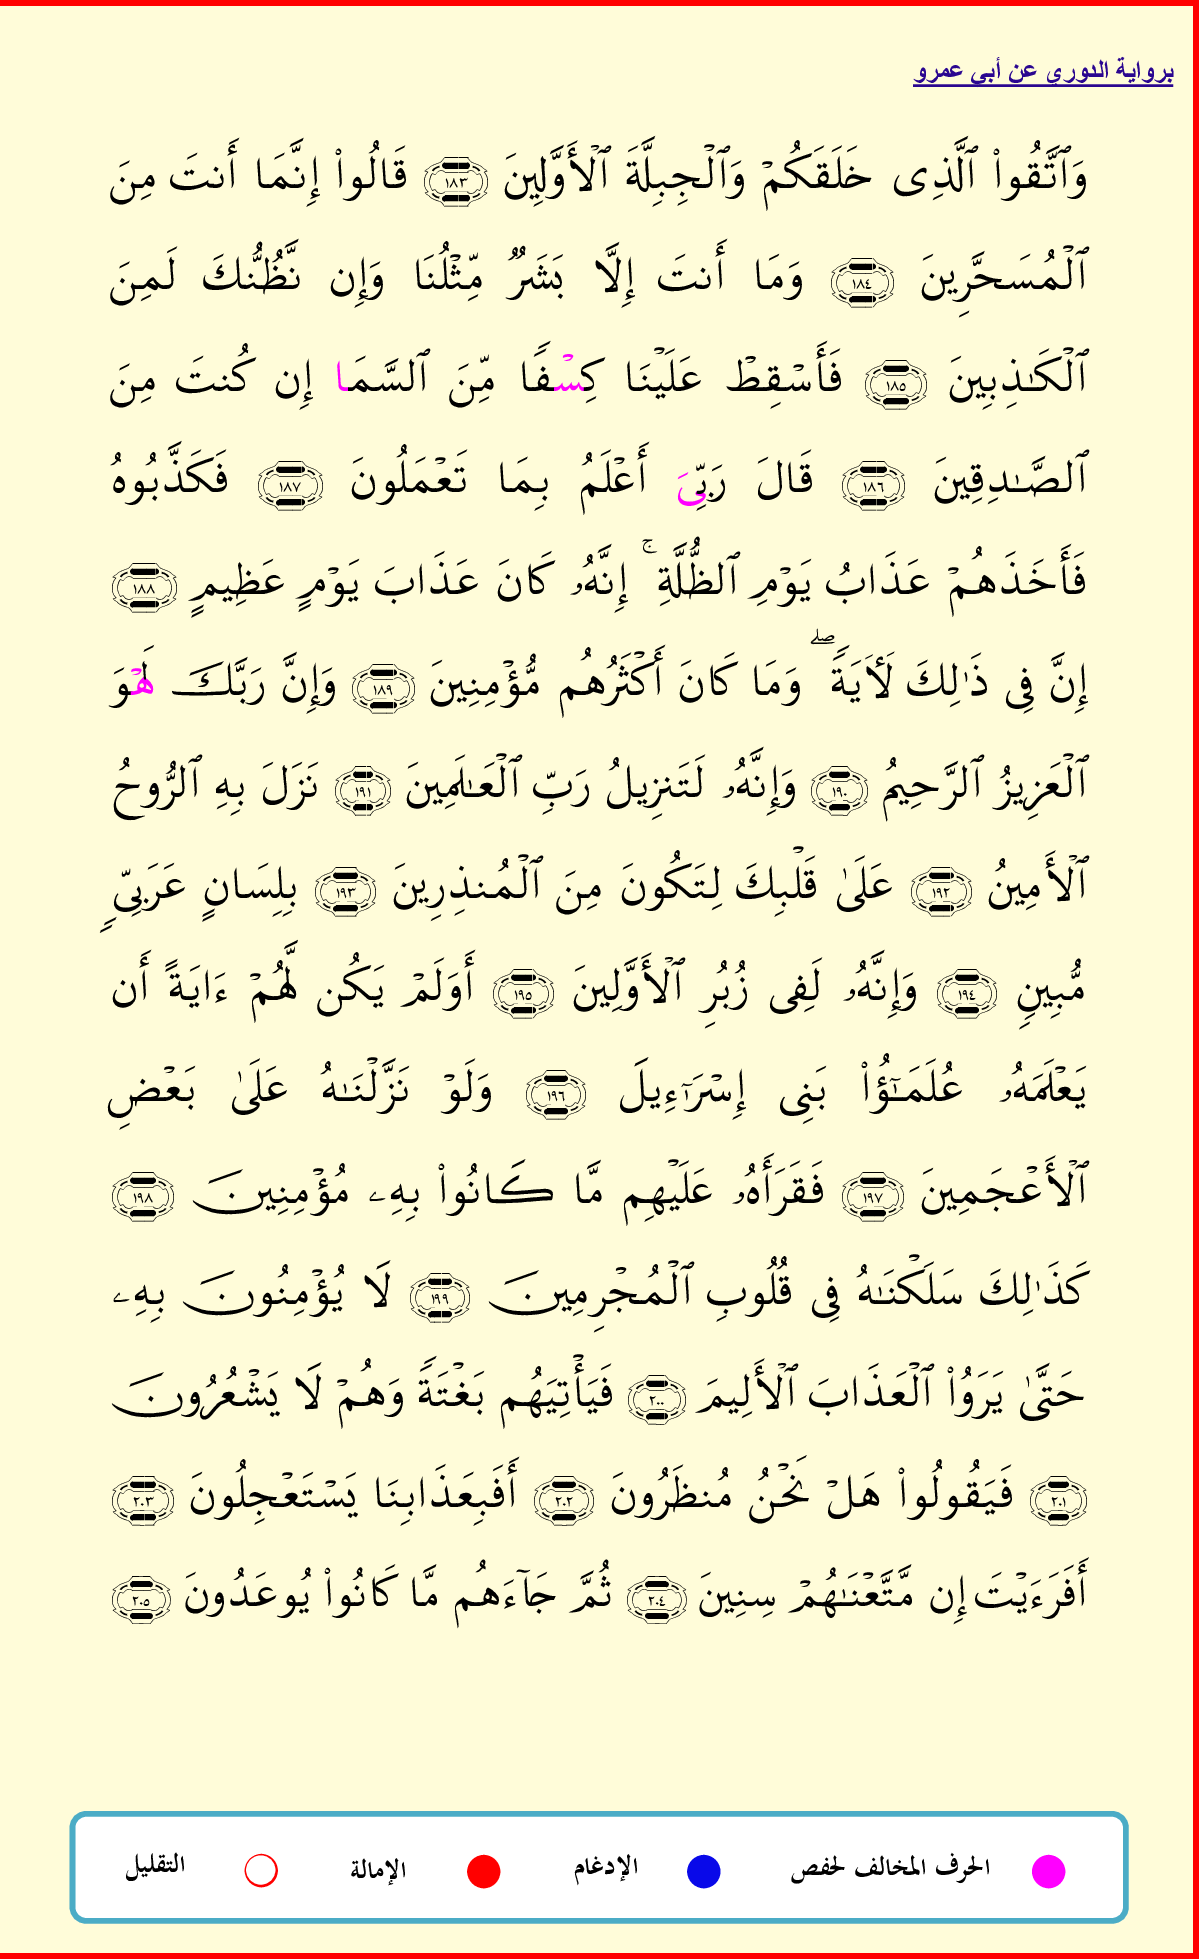 برواية الدوري عن أبي عمرو
وَٱتَّقُوا۟ ٱلَّذِى خَلَقَكُمْ وَٱلْجِبِلَّةَ ٱلْأَوَّلِينَ ١٨٣ قَالُوا۟ إِنَّمَا أَنتَ مِنَ
ٱلْمُسَحَّرِينَ ١٨٤ وَمَا أَنتَ إِلَّا بَشَرٌ مِّثْلُنَا وَإِن نَّظُنُّكَ لَمِنَ
ٱلْكَـٰذِبِينَ ١٨٥ فَأَسْقِطْ عَلَيْنَا كِسْفًا مِّنَ ٱلسَّمَا إِن كُنتَ مِنَ
ٱلصَّـٰدِقِينَ ١٨٦ قَالَ رَبِّىَ أَعْلَمُ بِمَا تَعْمَلُونَ ١٨٧ فَكَذَّبُوهُ
فَأَخَذَهُمْ عَذَابُ يَوْمِ ٱلظُّلَّةِ ۚ إِنَّهُۥ كَانَ عَذَابَ يَوْمٍ عَظِيمٍ ١٨٨
إِنَّ فِى ذَٰلِكَ لَأَيَةً ۖ وَمَا كَانَ أَكْثَرُهُم مُّؤْمِنِينَ ١٨٩ وَإِنَّ رَبَّكَ لَهْوَ
ٱلْعَزِيزُ ٱلرَّحِيمُ ١٩٠ وَإِنَّهُۥ لَتَنزِيلُ رَبِّ ٱلْعَـٰلَمِينَ ١٩١ نَزَلَ بِهِ ٱلرُّوحُ
ٱلْأَمِينُ ١٩٢ عَلَىٰ قَلْبِكَ لِتَكُونَ مِنَ ٱلْمُنذِرِينَ ١٩٣ بِلِسَانٍ عَرَبِىٍّ
مُّبِينٍ ١٩٤ وَإِنَّهُۥ لَفِى زُبُرِ ٱلْأَوَّلِينَ ١٩٥ أَوَلَمْ يَكُن لَّهُمْ ءَايَةً أَن
يَعْلَمَهُۥ عُلَمَـٰٓؤُا۟ بَنِى إِسْرَٰٓءِيلَ ١٩٦ وَلَوْ نَزَّلْنَـٰهُ عَلَىٰ بَعْضِ
ٱلْأَعْجَمِينَ ١٩٧ فَقَرَأَهُۥ عَلَيْهِم مَّا كَانُوا۟ بِهِۦ مُؤْمِنِينَ ١٩٨
كَذَٰلِكَ سَلَكْنَـٰهُ فِى قُلُوبِ ٱلْمُجْرِمِينَ ١٩٩ لَا يُؤْمِنُونَ بِهِۦ
حَتَّىٰ يَرَوُا۟ ٱلْعَذَابَ ٱلْأَلِيمَ ٢٠٠ فَيَأْتِيَهُم بَغْتَةً وَهُمْ لَا يَشْعُرُونَ
٢٠١ فَيَقُولُوا۟ هَلْ نَحْنُ مُنظَرُونَ ٢٠٢ أَفَبِعَذَابِنَا يَسْتَعْجِلُونَ ٢٠٣
أَفَرَءَيْتَ إِن مَّتَّعْنَـٰهُمْ سِنِينَ ٢٠٤ ثُمَّ جَآءَهُم مَّا كَانُوا۟ يُوعَدُونَ ٢٠٥
الحرف المخالف لحفص الإدغام الإمالة التقليل